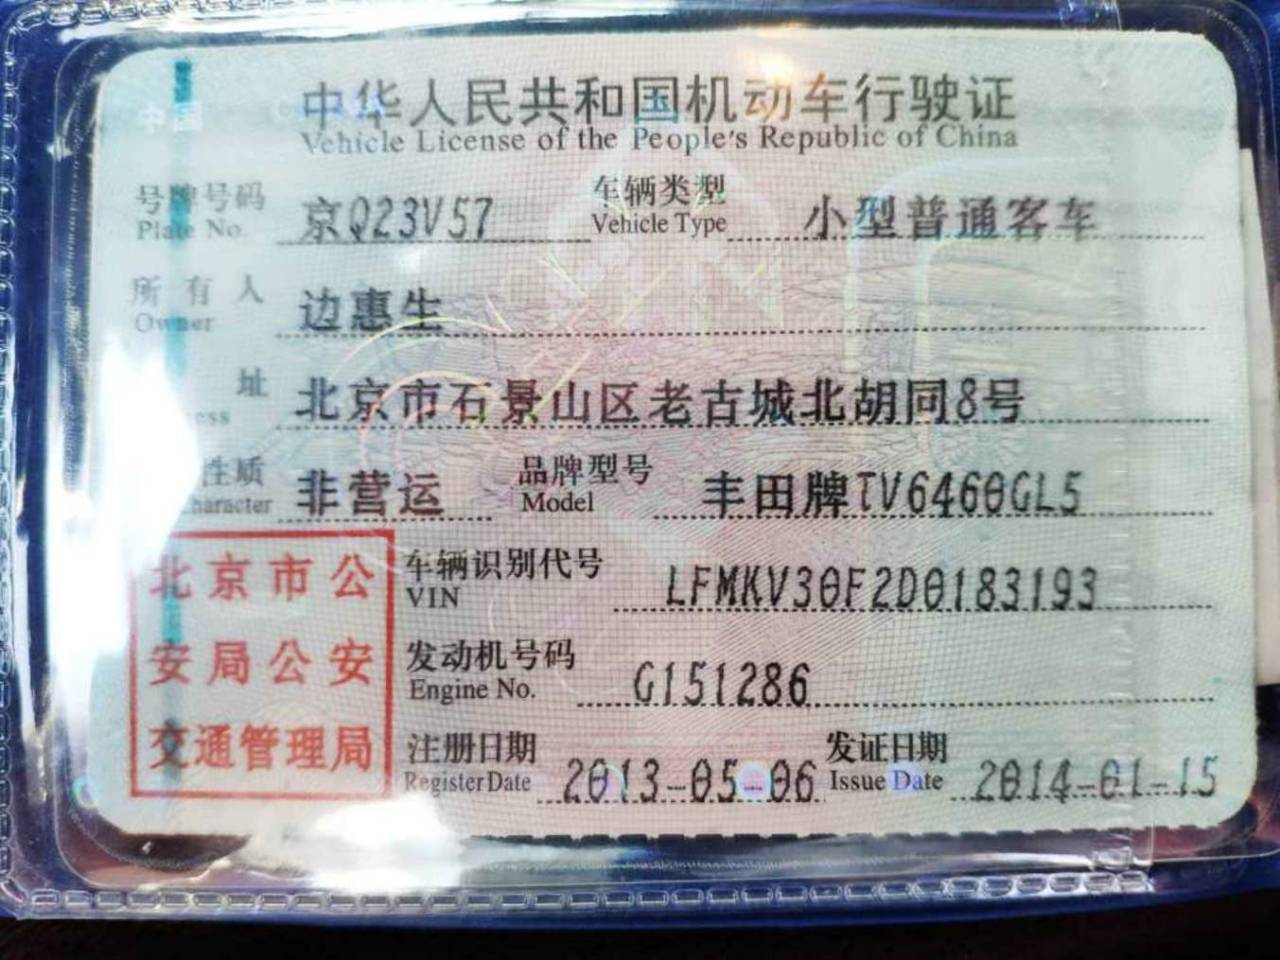 中华人民共和国机动车行驶证
Vehicle License of the People's Republic of China
号牌号码 京Q23V57 车辆类型 小型普通客车
Plate No. Vehicle Type
所有人 边惠生
Owner
址 北京市石景山区老古城北胡同8号
性质 非营运 品牌型号 丰田牌TV6460GL5
Character Model
车辆识别代号 LFMKV30F2D0183193
VIN
发动机号码 G151286
Engine No.
注册日期 2013-05-06 发证日期 2014-01-15
Register Date Issue Date
北京市公
安局公安
交通管理局